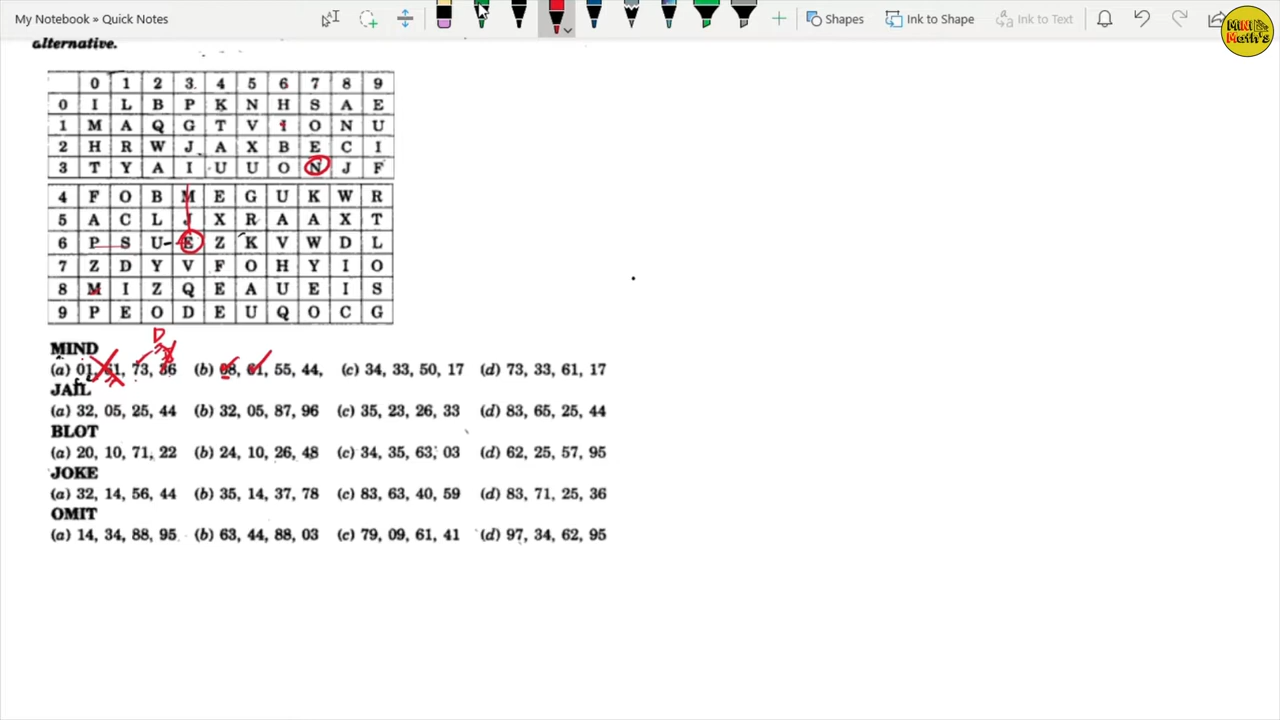 My Notebook » Quick Notes
Shapes Ink to Shape Ink to Text
MINI Math's
alternative.
0 1 2 3 4 5 6 7 8 9
0 I L B P K N H S A E
1 M A Q G T V I O N U
2 H R W J A X B E C I
3 T Y A I U U O N J F
4 F O B M E G U K W R
5 A C L J X R A A X T
6 P S U E Z K V W D L
7 Z D Y V F O H Y I O
8 M I Z Q E A U E I S
9 P E O D E U Q O C G
D
MIND
(a) 01, 61, 73, 86 (b) 08, 61, 55, 44, (c) 34, 33, 50, 17 (d) 73, 33, 61, 17
JAIL
(a) 32, 05, 25, 44 (b) 32, 05, 87, 96 (c) 35, 23, 26, 33 (d) 83, 65, 25, 44
BLOT
(a) 20, 10, 71, 22 (b) 24, 10, 26, 48 (c) 34, 35, 63, 03 (d) 62, 25, 57, 95
JOKE
(a) 32, 14, 56, 44 (b) 35, 14, 37, 78 (c) 83, 63, 40, 59 (d) 83, 71, 25, 36
OMIT
(a) 14, 34, 88, 95 (b) 63, 44, 88, 03 (c) 79, 09, 61, 41 (d) 97, 34, 62, 95